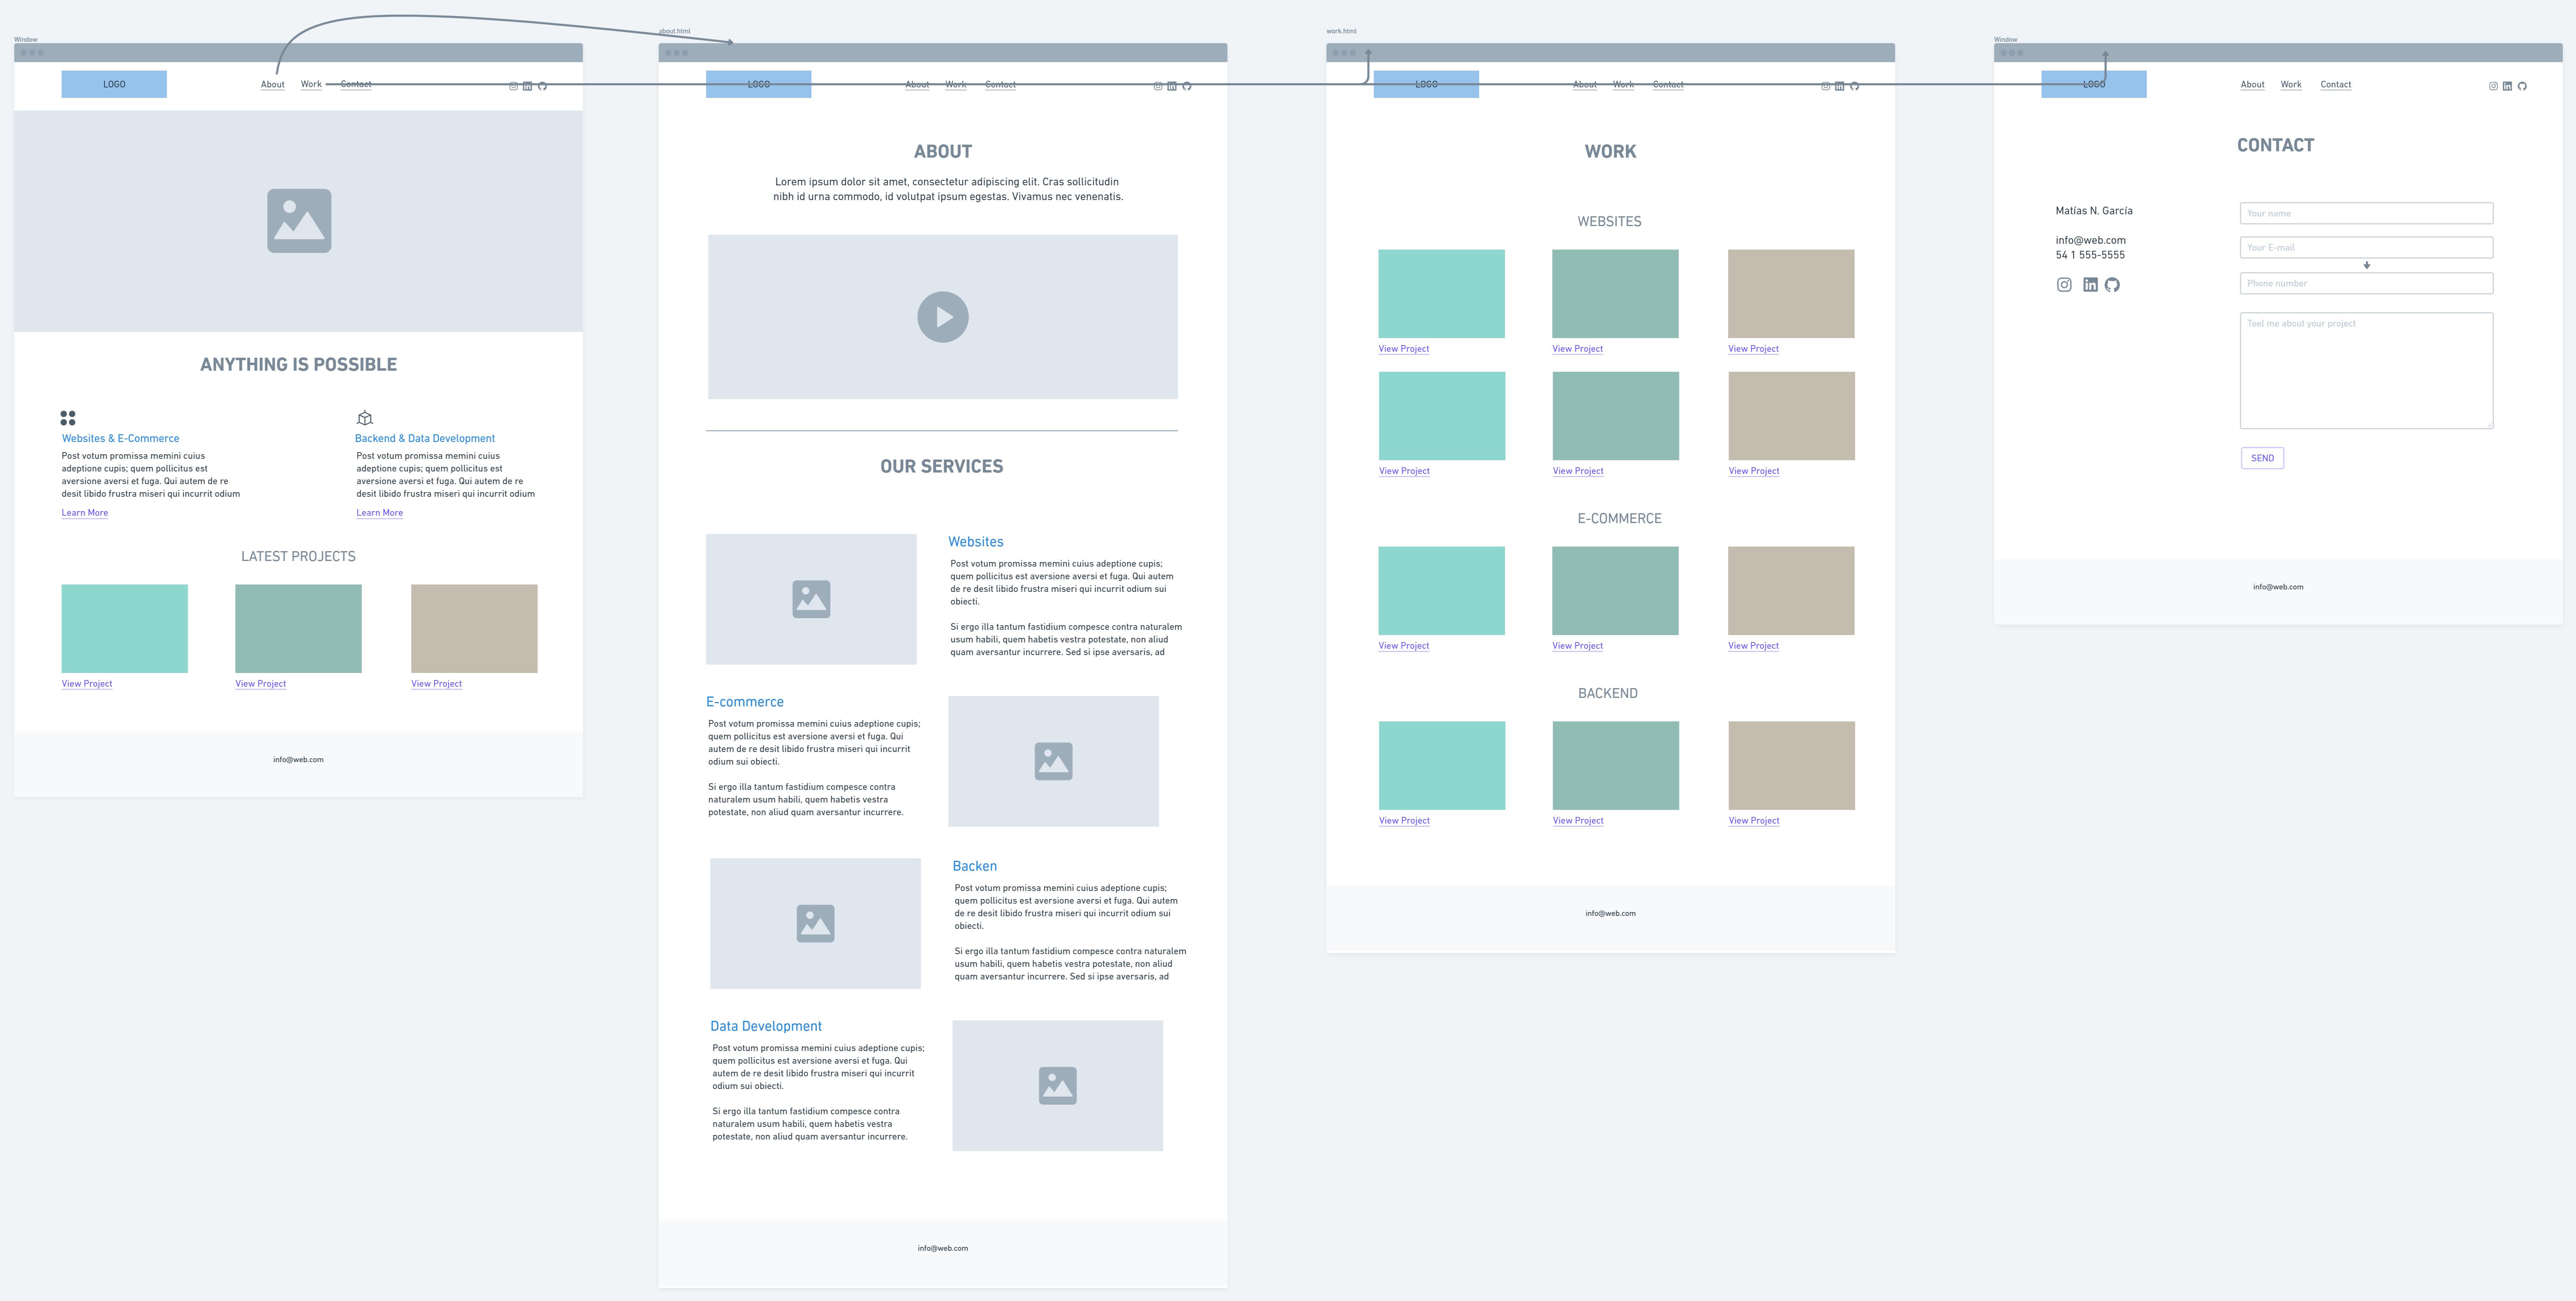 Window
LOGO
About Work Contact
ANYTHING IS POSSIBLE
Websites & E-Commerce
Post votum promissa memini cuius
adeptione cupis; quem pollicitus est
aversione aversi et fuga. Qui autem de re
desit libido frustra miseri qui incurrit odium
Learn More
Backend & Data Development
Post votum promissa memini cuius
adeptione cupis; quem pollicitus est
aversione aversi et fuga. Qui autem de re
desit libido frustra miseri qui incurrit odium
Learn More
LATEST PROJECTS
View Project View Project View Project
info@web.com
about.html
LOGO
About Work Contact
ABOUT
Lorem ipsum dolor sit amet, consectetur adipiscing elit. Cras sollicitudin
nibh id urna commodo, id volutpat ipsum egestas. Vivamus nec venenatis.
OUR SERVICES
Websites
Post votum promissa memini cuius adeptione cupis;
quem pollicitus est aversione aversi et fuga. Qui autem
de re desit libido frustra miseri qui incurrit odium sui
obiecti.
Si ergo illa tantum fastidium compesce contra naturalem
usum habili, quem habetis vestra potestate, non aliud
quam aversantur incurrere. Sed si ipse aversaris, ad
E-commerce
Post votum promissa memini cuius adeptione cupis;
quem pollicitus est aversione aversi et fuga. Qui
autem de re desit libido frustra miseri qui incurrit
odium sui obiecti.
Si ergo illa tantum fastidium compesce contra
naturalem usum habili, quem habetis vestra
potestate, non aliud quam aversantur incurrere.
Backen
Post votum promissa memini cuius adeptione cupis;
quem pollicitus est aversione aversi et fuga. Qui autem
de re desit libido frustra miseri qui incurrit odium sui
obiecti.
Si ergo illa tantum fastidium compesce contra naturalem
usum habili, quem habetis vestra potestate, non aliud
quam aversantur incurrere. Sed si ipse aversaris, ad
Data Development
Post votum promissa memini cuius adeptione cupis;
quem pollicitus est aversione aversi et fuga. Qui
autem de re desit libido frustra miseri qui incurrit
odium sui obiecti.
Si ergo illa tantum fastidium compesce contra
naturalem usum habili, quem habetis vestra
potestate, non aliud quam aversantur incurrere.
info@web.com
work.html
LOGO
About Work Contact
WORK
WEBSITES
View Project View Project View Project
View Project View Project View Project
E-COMMERCE
View Project View Project View Project
BACKEND
View Project View Project View Project
info@web.com
Window
LOGO
About Work Contact
CONTACT
Matías N. García
info@web.com
54 1 555-5555
Your name
Your E-mail
Phone number
Teel me about your project
SEND
info@web.com